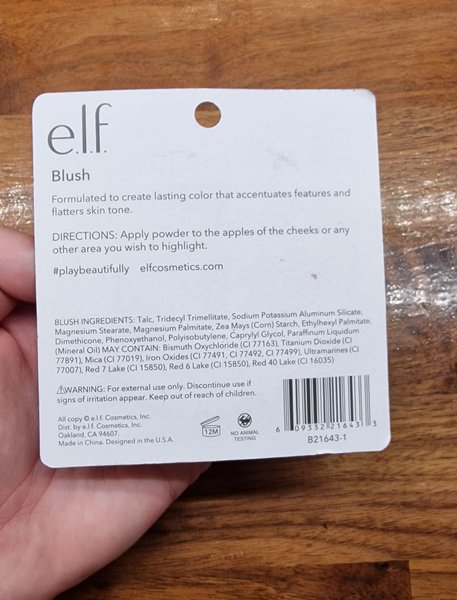 e.l.f.
Blush
Formulated to create lasting color that accentuates features and
flatters skin tone.
DIRECTIONS: Apply powder to the apples of the cheeks or any
other area you wish to highlight.
#playbeautifully elfcosmetics.com
BLUSH INGREDIENTS: Talc, Tridecyl Trimellitate, Sodium Potassium Aluminum Silicate,
Magnesium Stearate, Magnesium Palmitate, Zea Mays (Corn) Starch, Ethylhexyl Palmitate,
Dimethicone, Phenoxyethanol, Polyisobutylene, Caprylyl Glycol, Paraffinum Liquidum
(Mineral Oil) MAY CONTAIN: Bismuth Oxychloride (CI 77163), Titanium Dioxide (CI
77891), Mica (CI 77019), Iron Oxides (CI 77491, CI 77492, CI 77499), Ultramarines (CI
77007), Red 7 Lake (CI 15850), Red 6 Lake (CI 15850), Red 40 Lake (CI 16035)
⚠WARNING: For external use only. Discontinue use if
signs of irritation appear. Keep out of reach of children.
All copy © e.l.f. Cosmetics, Inc.
Dist. by e.l.f. Cosmetics, Inc.
Oakland, CA 94607.
Made in China. Designed in the U.S.A.
12M
NO ANIMAL
TESTING
6 09332 21643 3
B21643-1